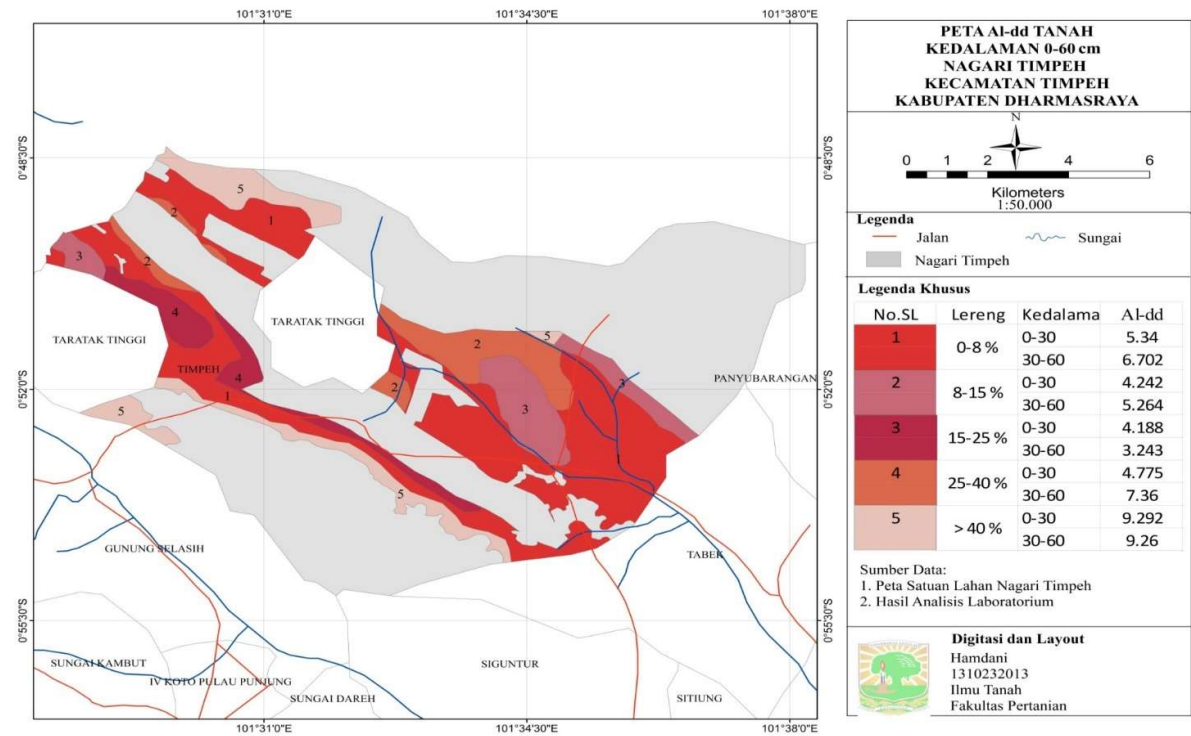 101°31'0"E 101°34'30"E 101°38'0"E
0°48'30"S 0°48'30"S
5
2
1
3
2
4
TARATAK TINGGI
TARATAK TINGGI
2
5
TIMPEH
4
3
PANYUBARANGAN
0°52'0"S 0°52'0"S
2
1
5
3
1
5
GUNUNG SELASIH
TABEK
0°55'30"S 0°55'30"S
SUNGAI KAMBUT
SIGUNTUR
IV KOTO PULAU PUNJUNG
SUNGAI DAREH
SITIUNG
101°31'0"E 101°34'30"E 101°38'0"E
PETA Al-dd TANAH
KEDALAMAN 0-60 cm
NAGARI TIMPEH
KECAMATAN TIMPEH
KABUPATEN DHARMASRAYA
N
0 1 2 4 6
Kilometers
1:50.000
Legenda
Jalan Sungai
Nagari Timpeh
Legenda Khusus
No.SL Lereng Kedalama Al-dd
1 0-8 % 0-30 5.34
30-60 6.702
2 8-15 % 0-30 4.242
30-60 5.264
3 15-25 % 0-30 4.188
30-60 3.243
4 25-40 % 0-30 4.775
30-60 7.36
5 > 40 % 0-30 9.292
30-60 9.26
Sumber Data:
1. Peta Satuan Lahan Nagari Timpeh
2. Hasil Analisis Laboratorium
Digitasi dan Layout
Hamdani
1310232013
Ilmu Tanah
Fakultas Pertanian